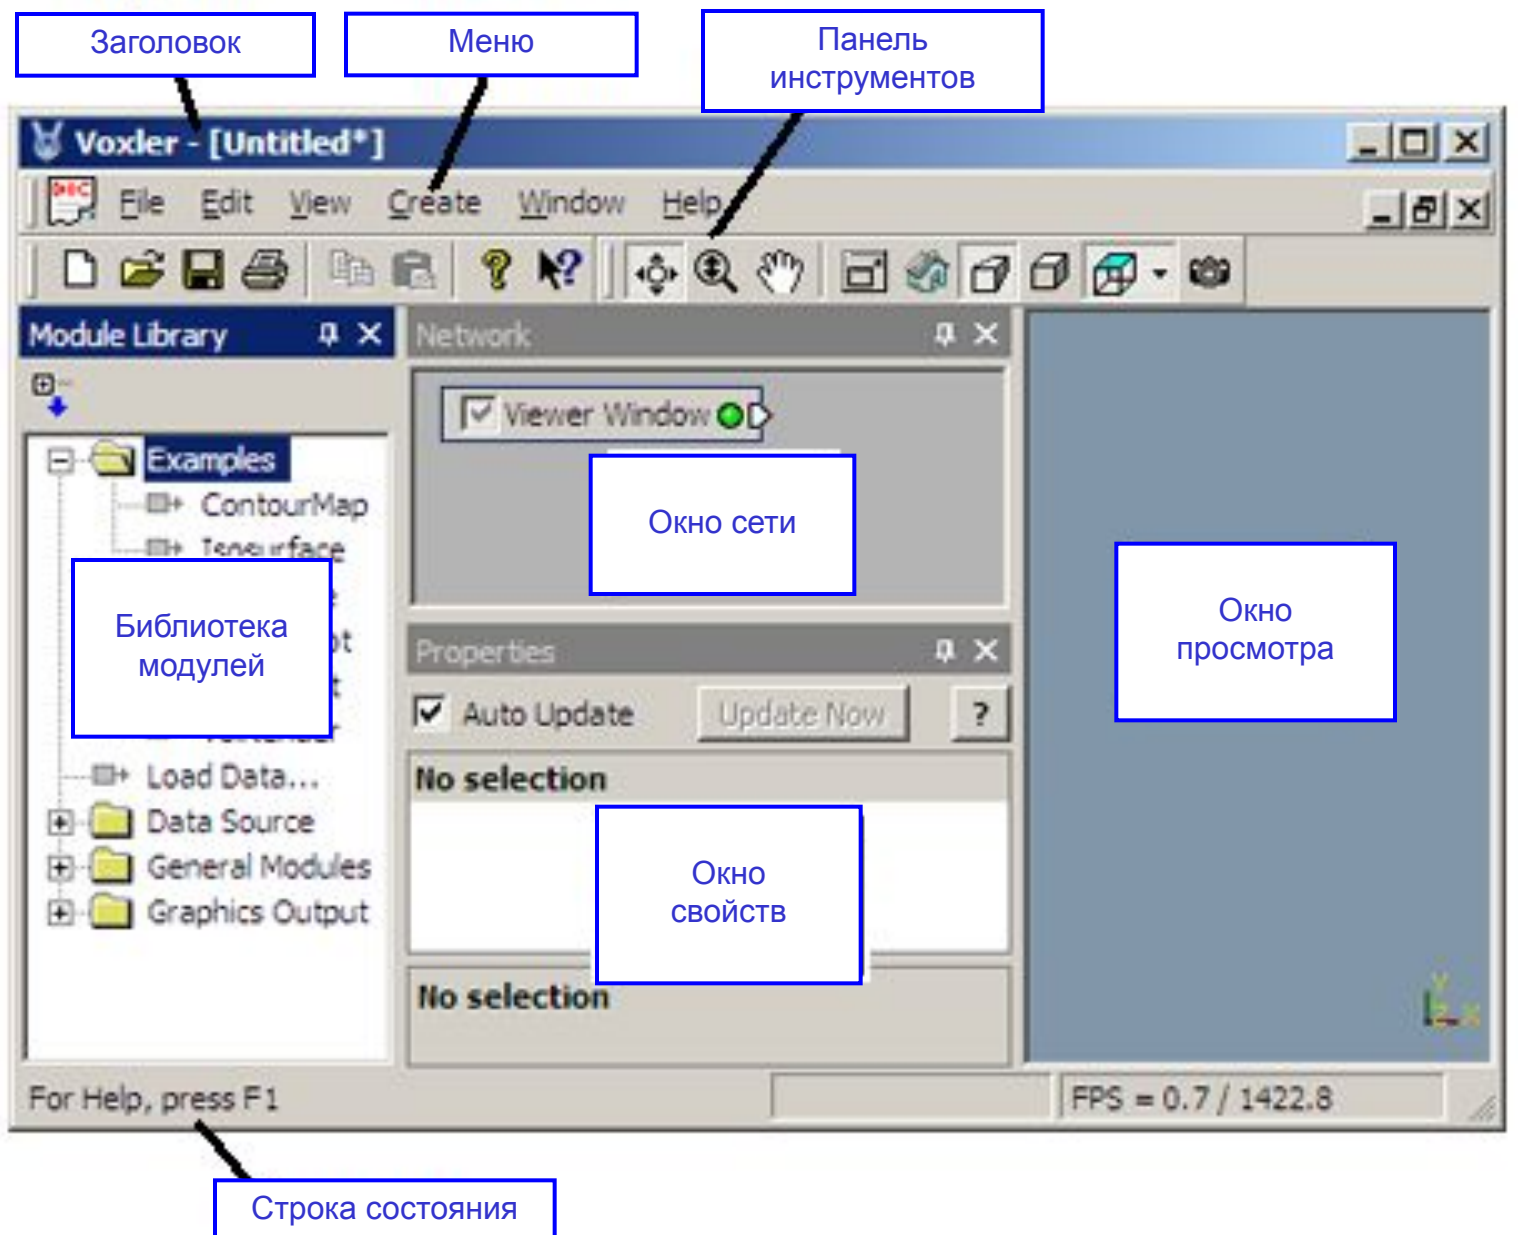 Заголовок
Меню
Панель
инструментов
Voxler - [Untitled*]
File Edit View Create Window Help
Module Library
Network
Viewer Window
Examples
ContourMap
Isosurface
Окно сети
Библиотека
модулей
Окно
просмотра
Properties
Auto Update Update Now ?
Load Data...
No selection
Data Source
General Modules
Graphics Output
Окно
свойств
No selection
For Help, press F1
FPS = 0.7 / 1422.8
Строка состояния